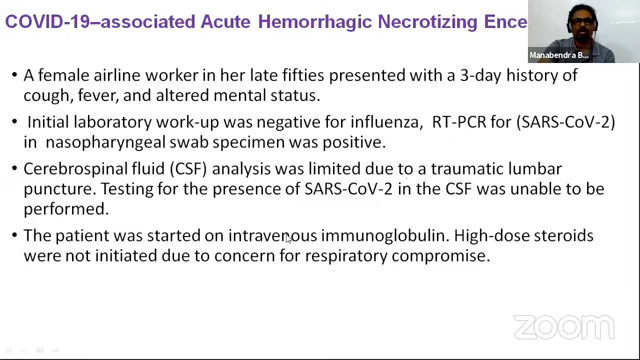 COVID-19–associated Acute Hemorrhagic Necrotizing Ence
Manabendra B...
• A female airline worker in her late fifties presented with a 3-day history of
cough, fever, and altered mental status.
• Initial laboratory work-up was negative for influenza, RT-PCR for (SARS-CoV-2)
in nasopharyngeal swab specimen was positive.
• Cerebrospinal fluid (CSF) analysis was limited due to a traumatic lumbar
puncture. Testing for the presence of SARS-CoV-2 in the CSF was unable to be
performed.
• The patient was started on intravenous immunoglobulin. High-dose steroids
were not initiated due to concern for respiratory compromise.
zoom